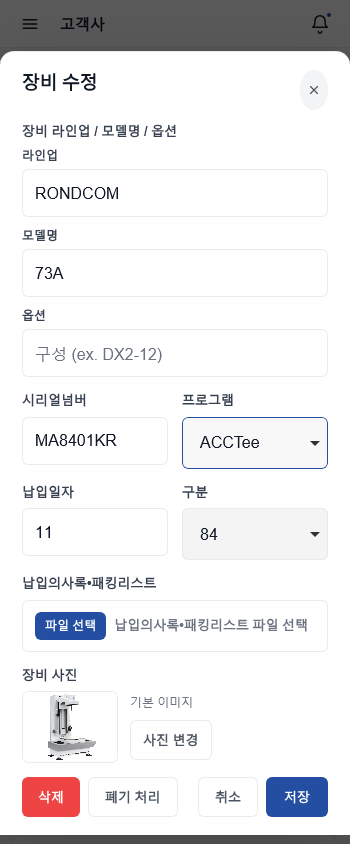 고객사
장비 수정
장비 라인업 / 모델명 / 옵션
라인업
RONDCOM
모델명
73A
옵션
구성 (ex. DX2-12)
시리얼넘버 프로그램
MA8401KR ACCTee
납입일자 구분
11 84
납입의사록•패킹리스트
파일 선택 납입의사록•패킹리스트 파일 선택
장비 사진
기본 이미지
사진 변경
삭제 폐기 처리 취소 저장